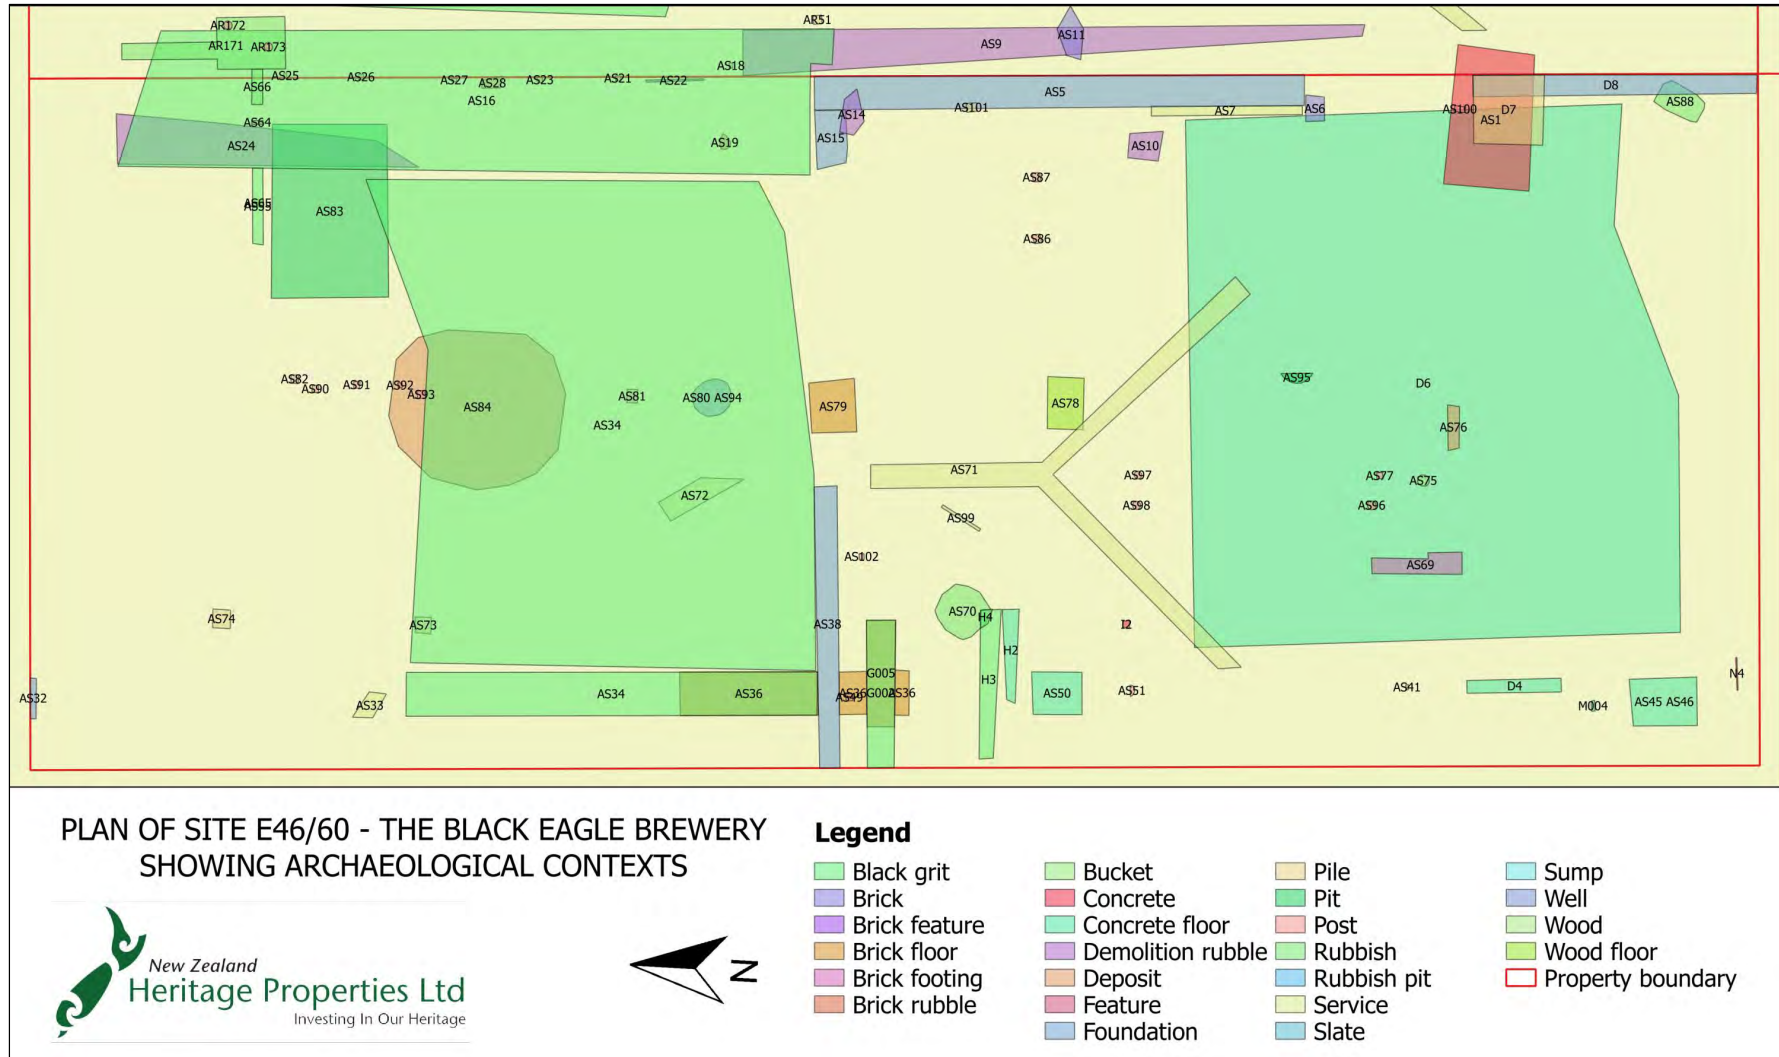 AR172
AR51
AS11
AR171 AR173
AS9
AS18
AS25 AS26 AS27 AS28 AS23 AS21 AS22
AS66
AS16
AS5
D8
AS101
AS7
AS6
AS100
D7
AS88
AS64
AS14
AS1
AS24
AS19
AS15
AS10
AS87
AS65
AS83
AS86
AS82
AS90
AS91
AS92
AS93
AS84
AS81
AS80
AS94
AS79
AS78
AS95
D6
AS34
AS76
AS71
AS97
AS77
AS75
AS72
AS99
AS98
AS96
AS102
AS69
AS74
AS73
AS38
AS70
H4
I2
H2
G005
H3
AS32
AS33
AS34
AS36
AS36
AS49
G002
AS36
AS50
AS51
AS41
D4
M004
AS45 AS46
N4
PLAN OF SITE E46/60 - THE BLACK EAGLE BREWERY
SHOWING ARCHAEOLOGICAL CONTEXTS
New Zealand
Heritage Properties Ltd
Investing In Our Heritage
N
Legend
Black grit
Brick
Brick feature
Brick floor
Brick footing
Brick rubble
Bucket
Concrete
Concrete floor
Demolition rubble
Deposit
Feature
Foundation
Pile
Pit
Post
Rubbish
Rubbish pit
Service
Slate
Sump
Well
Wood
Wood floor
Property boundary